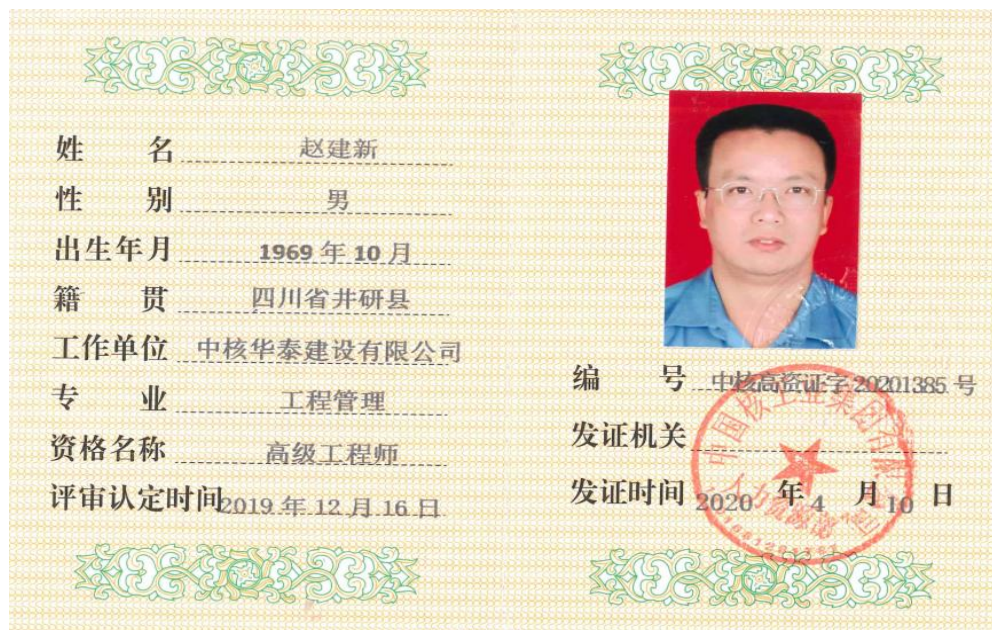 姓 名 赵建新
性 别 男
出生年月 1969 年 10 月
籍 贯 四川省井研县
工作单位 中核华泰建设有限公司
专 业 工程管理
资格名称 高级工程师
评审认定时间 2019 年 12 月 16 日
编 号 中核高资证字 20201385 号
发证机关
发证时间 2020 年 4 月 10 日
中国核工业集团有限公司
人力资源部